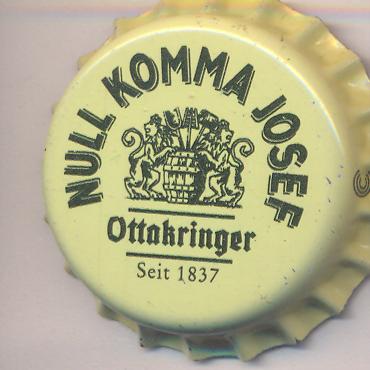 NULL KOMMA JOSEF
Ottakringer
Seit 1837